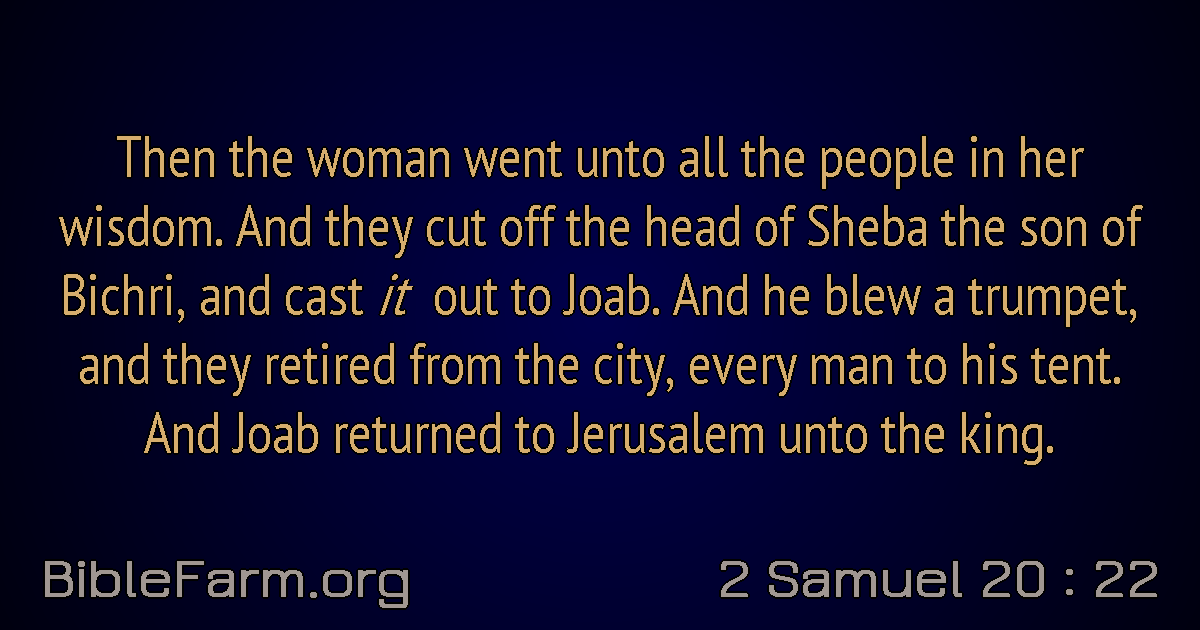 Then the woman went unto all the people in her
wisdom. And they cut off the head of Sheba the son of
Bichri, and cast it out to Joab. And he blew a trumpet,
and they retired from the city, every man to his tent.
And Joab returned to Jerusalem unto the king.
BibleFarm.org
2 Samuel 20 : 22